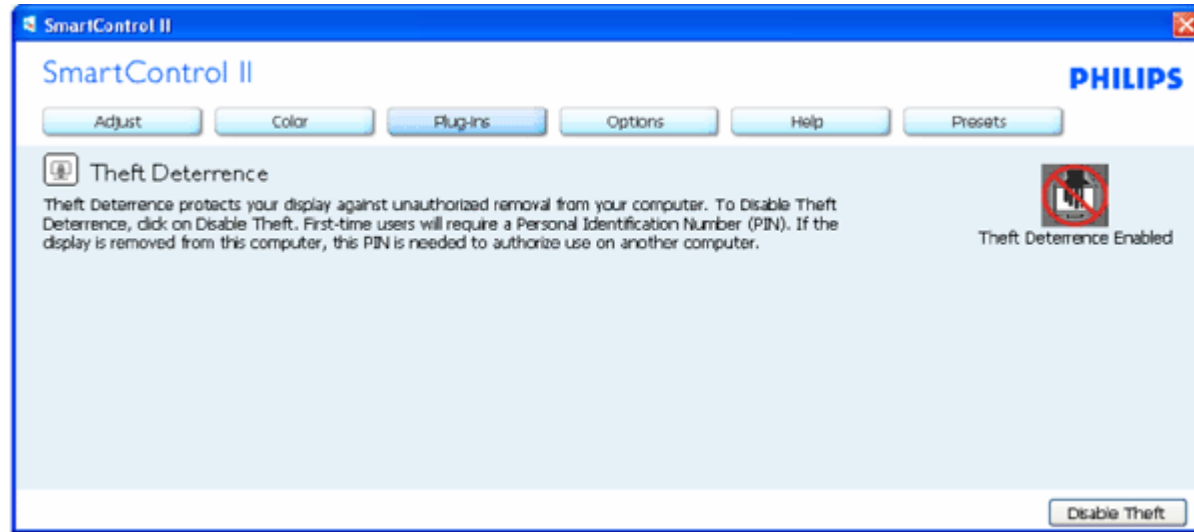 SmartControl II
SmartControl II
PHILIPS
Adjust Color Plug-Ins Options Help Presets
Theft Deterrence
Theft Deterrence protects your display against unauthorized removal from your computer. To Disable Theft
Deterrence, click on Disable Theft. First-time users will require a Personal Identification Number (PIN). If the
display is removed from this computer, this PIN is needed to authorize use on another computer.
Theft Deterrence Enabled
Disable Theft